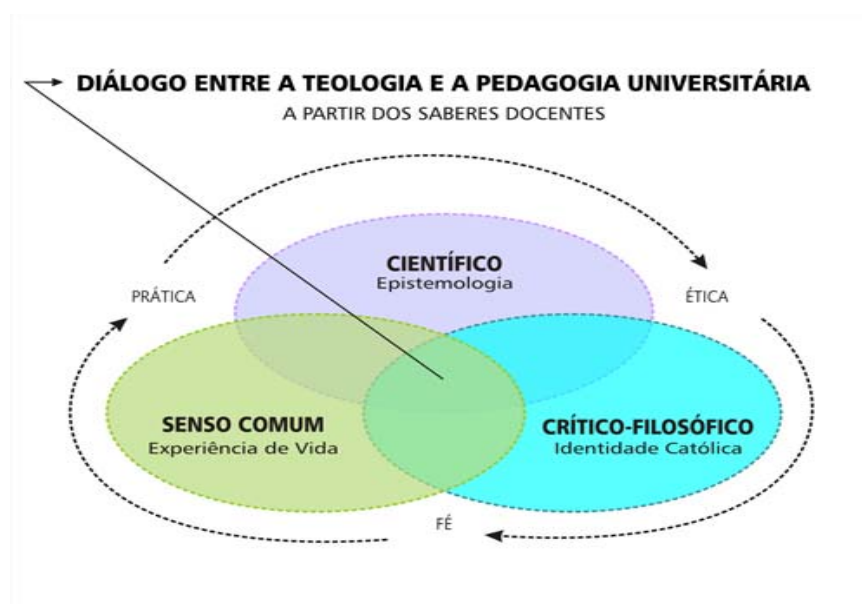 DIÁLOGO ENTRE A TEOLOGIA E A PEDAGOGIA UNIVERSITÁRIA
A PARTIR DOS SABERES DOCENTES
CIENTÍFICO
Epistemologia
PRÁTICA
ÉTICA
SENSO COMUM
Experiência de Vida
CRÍTICO-FILOSÓFICO
Identidade Católica
FÉ